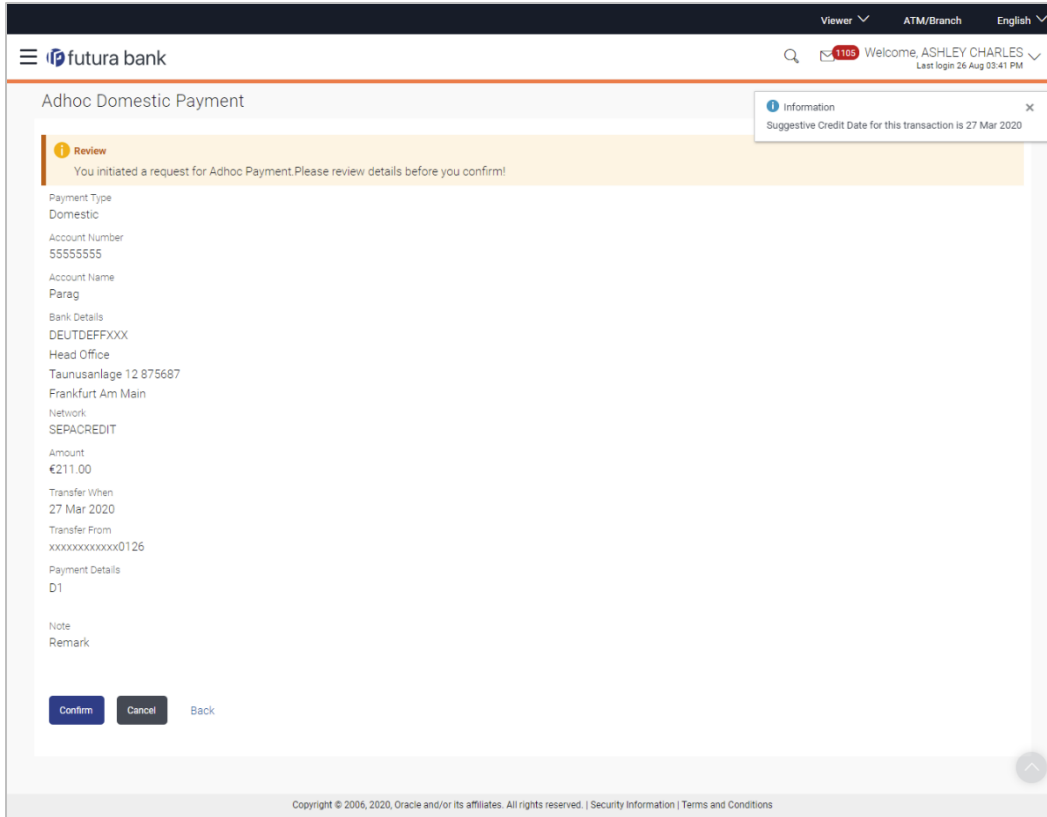 Viewer ATM/Branch English
futura bank
1105 Welcome, ASHLEY CHARLES
Last login 26 Aug 03:41 PM
Adhoc Domestic Payment
Information
Suggestive Credit Date for this transaction is 27 Mar 2020
Review
You initiated a request for Adhoc Payment.Please review details before you confirm!
Payment Type
Domestic
Account Number
55555555
Account Name
Parag
Bank Details
DEUTDEFFXXX
Head Office
Taunusanlage 12 875687
Frankfurt Am Main
Network
SEPACREDIT
Amount
€211.00
Transfer When
27 Mar 2020
Transfer From
xxxxxxxxxxxx0126
Payment Details
D1
Note
Remark
Confirm Cancel Back
Copyright © 2006, 2020, Oracle and/or its affiliates. All rights reserved. | Security Information | Terms and Conditions